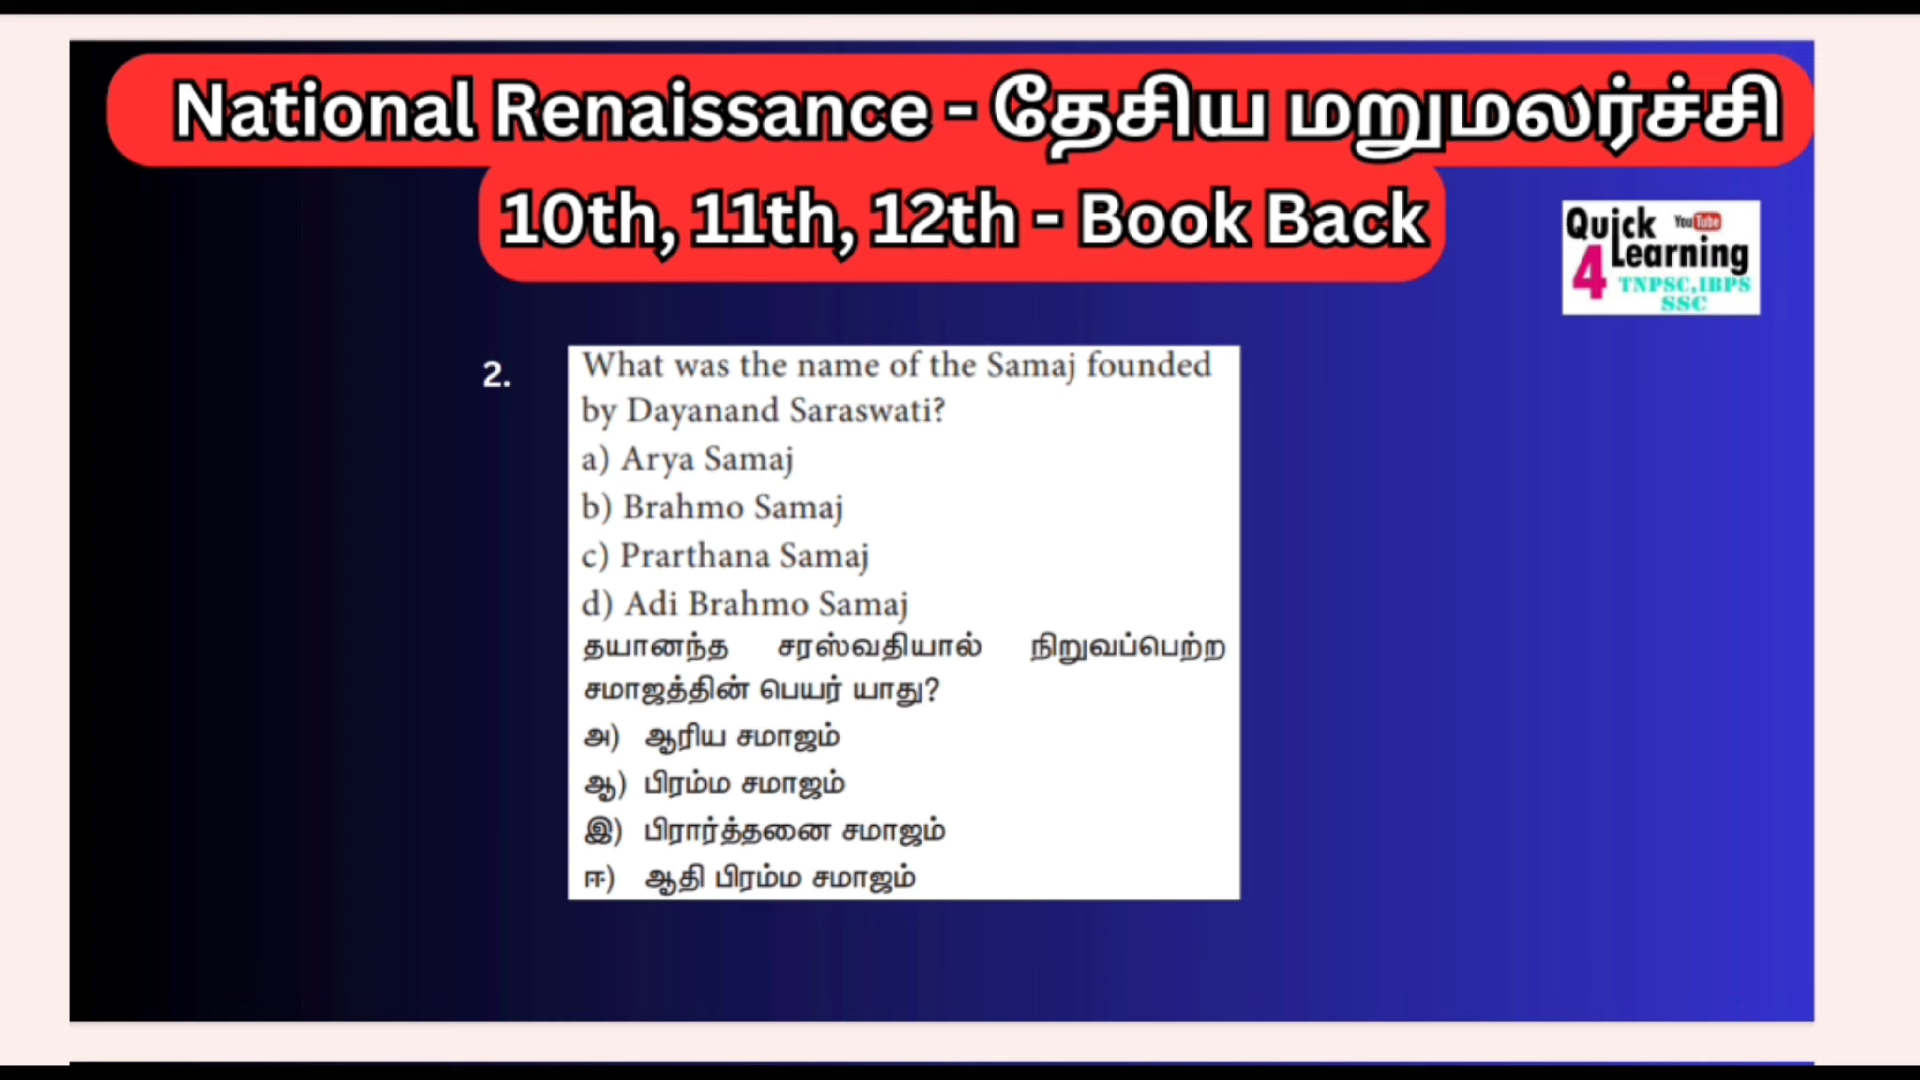 National Renaissance - தேசிய மறுமலர்ச்சி
10th, 11th, 12th - Book Back
Quick YouTube
4 Learning
TNPSC,IBPS
SSC
2.
What was the name of the Samaj founded
by Dayanand Saraswati?
a) Arya Samaj
b) Brahmo Samaj
c) Prarthana Samaj
d) Adi Brahmo Samaj
தயானந்த சரஸ்வதியால் நிறுவப்பெற்ற
சமாஜத்தின் பெயர் யாது?
அ) ஆரிய சமாஜம்
ஆ) பிரம்ம சமாஜம்
இ) பிரார்த்தனை சமாஜம்
ஈ) ஆதி பிரம்ம சமாஜம்